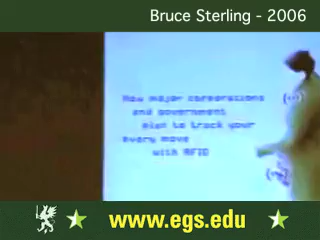 Bruce Sterling - 2006
How major corporations
and government
plan to track your
every move
with RFID
www.egs.edu